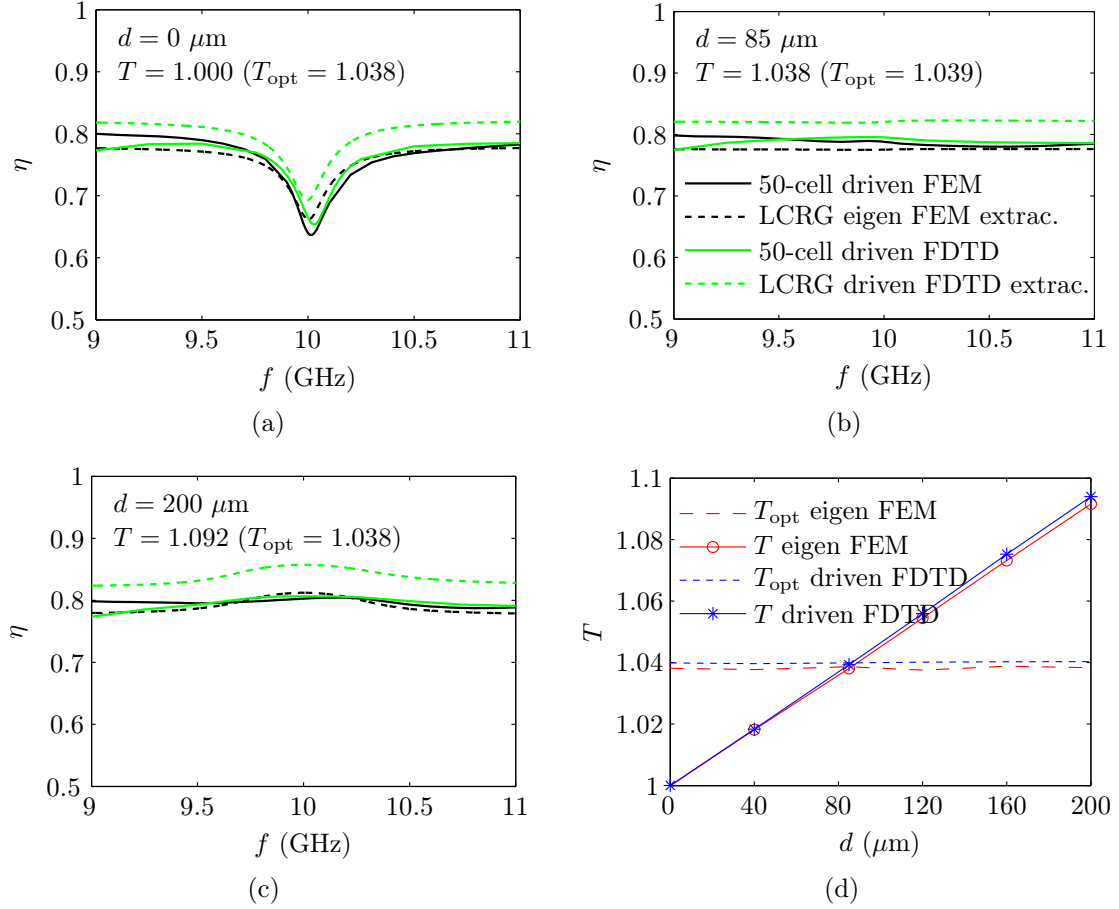 1
0.9
0.8
0.7
0.6
0.5
η
d = 0 μm
T = 1.000 (T_opt = 1.038)
9
9.5
10
10.5
11
f (GHz)
(a)
1
0.9
0.8
0.7
0.6
0.5
η
d = 85 μm
T = 1.038 (T_opt = 1.039)
50-cell driven FEM
LCRG eigen FEM extrac.
50-cell driven FDTD
LCRG driven FDTD extrac.
9
9.5
10
10.5
11
f (GHz)
(b)
1
0.9
0.8
0.7
0.6
0.5
η
d = 200 μm
T = 1.092 (T_opt = 1.038)
9
9.5
10
10.5
11
f (GHz)
(c)
1.1
1.08
1.06
1.04
1.02
1
T
T_opt eigen FEM
T eigen FEM
T_opt driven FDTD
T driven FDTD
0
40
80
120
160
200
d (μm)
(d)